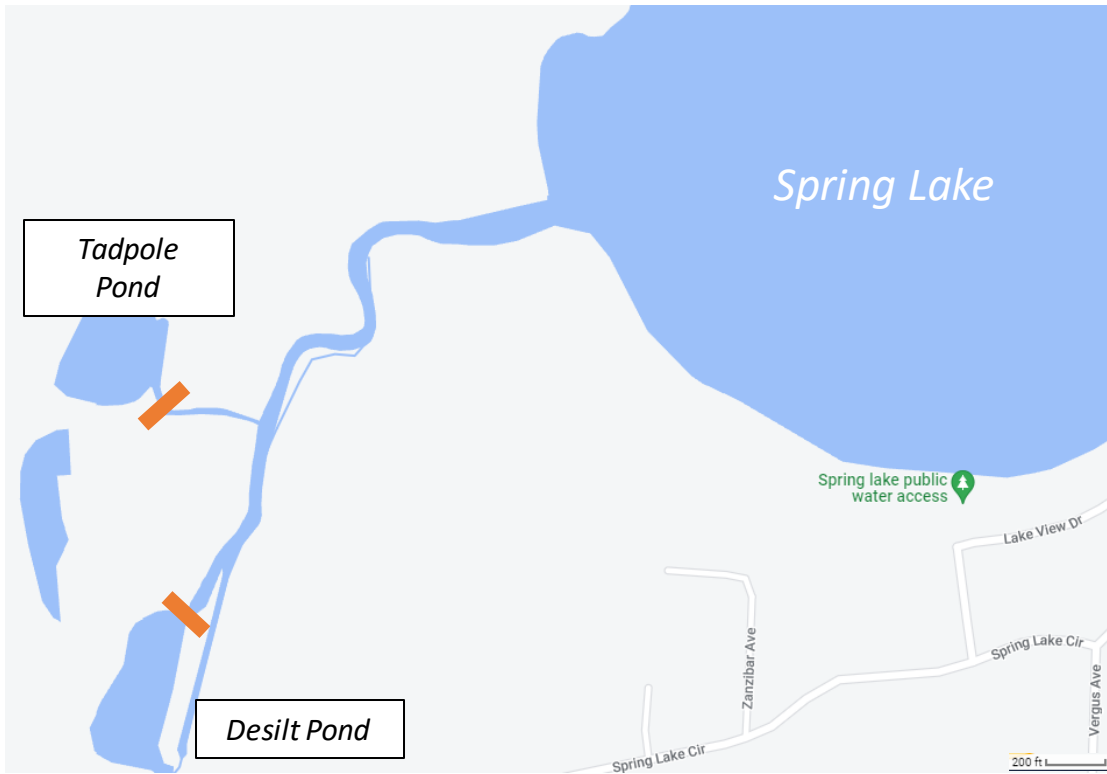 Spring Lake
Tadpole
Pond
Spring lake public
water access
Lake View Dr
Zanzibar Ave
Spring Lake Cir
Vergus Ave
Desilt Pond
Spring Lake Cir
200 ft